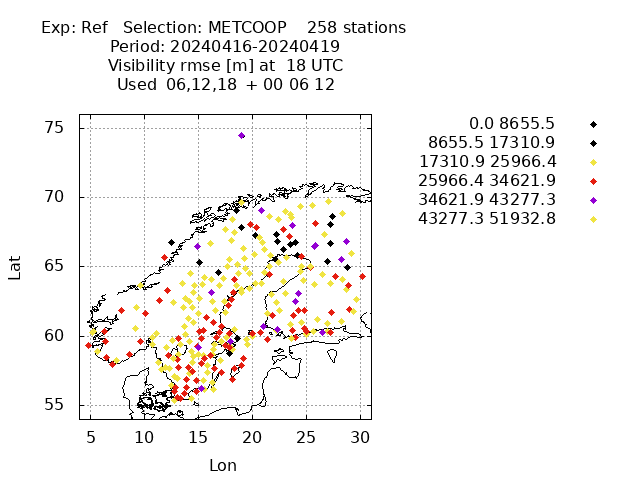 Exp: Ref Selection: METCOOP 258 stations
Period: 20240416-20240419
Visibility rmse [m] at 18 UTC
Used 06,12,18 + 00 06 12
0.0 8655.5
8655.5 17310.9
17310.9 25966.4
25966.4 34621.9
34621.9 43277.3
43277.3 51932.8
75
70
65
60
55
Lat
5 10 15 20 25 30
Lon